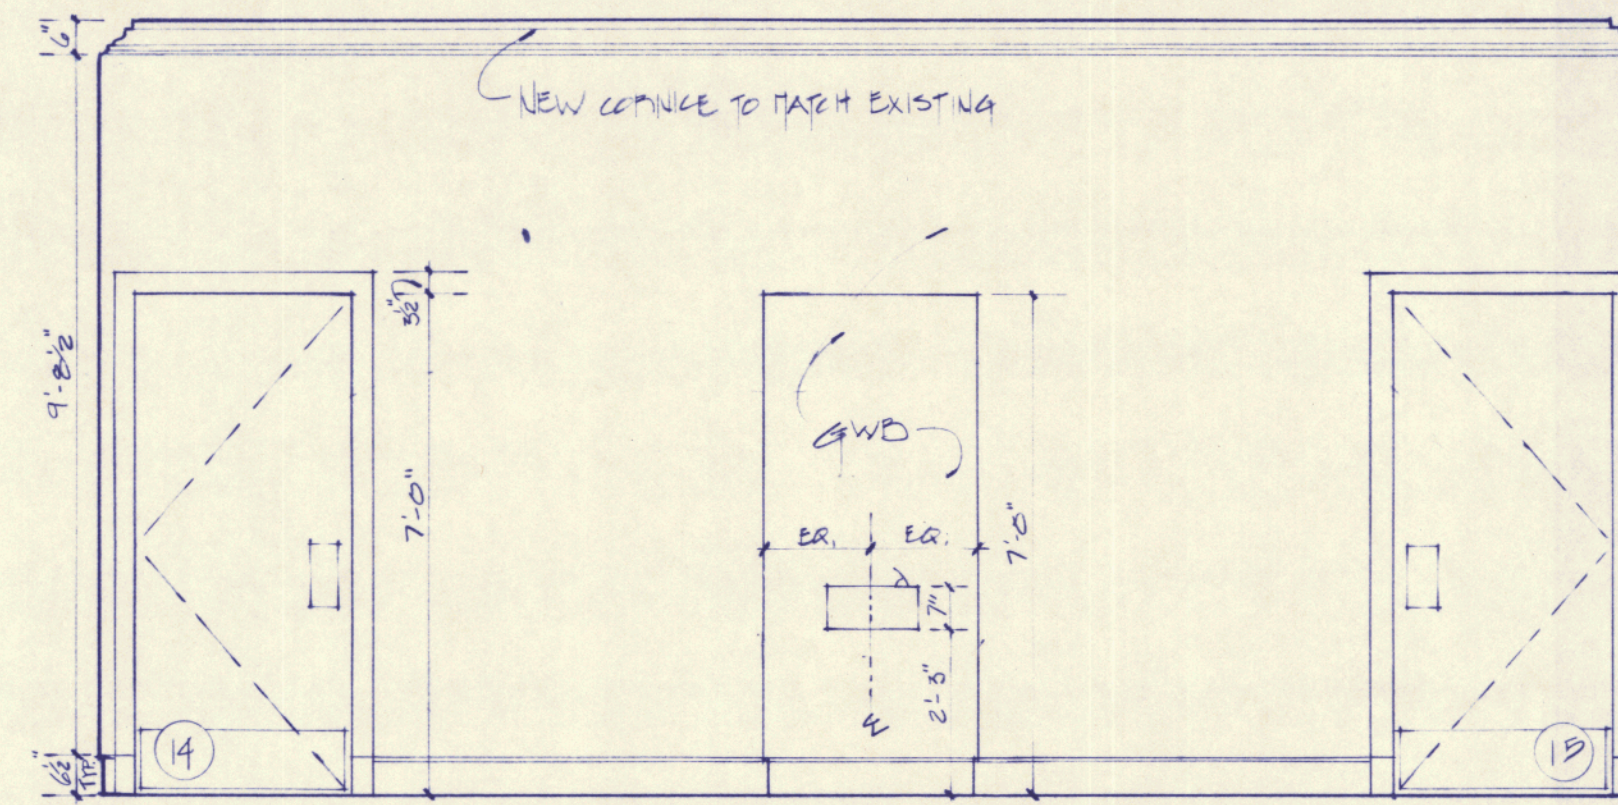 6"
NEW CORNICE TO MATCH EXISTING
3½"
9'-8½"
GWB
7'-0"
EQ.
EQ.
7'-0"
7"
2'-3"
14
15
6½"
TYP.